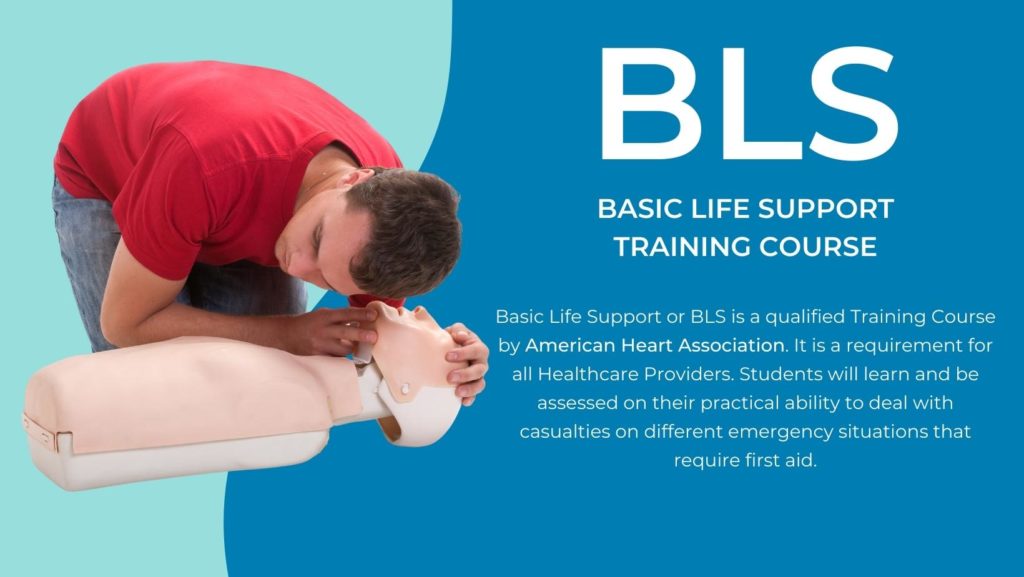 BLS
BASIC LIFE SUPPORT
TRAINING COURSE
Basic Life Support or BLS is a qualified Training Course
by American Heart Association. It is a requirement for
all Healthcare Providers. Students will learn and be
assessed on their practical ability to deal with
casualties on different emergency situations that
require first aid.